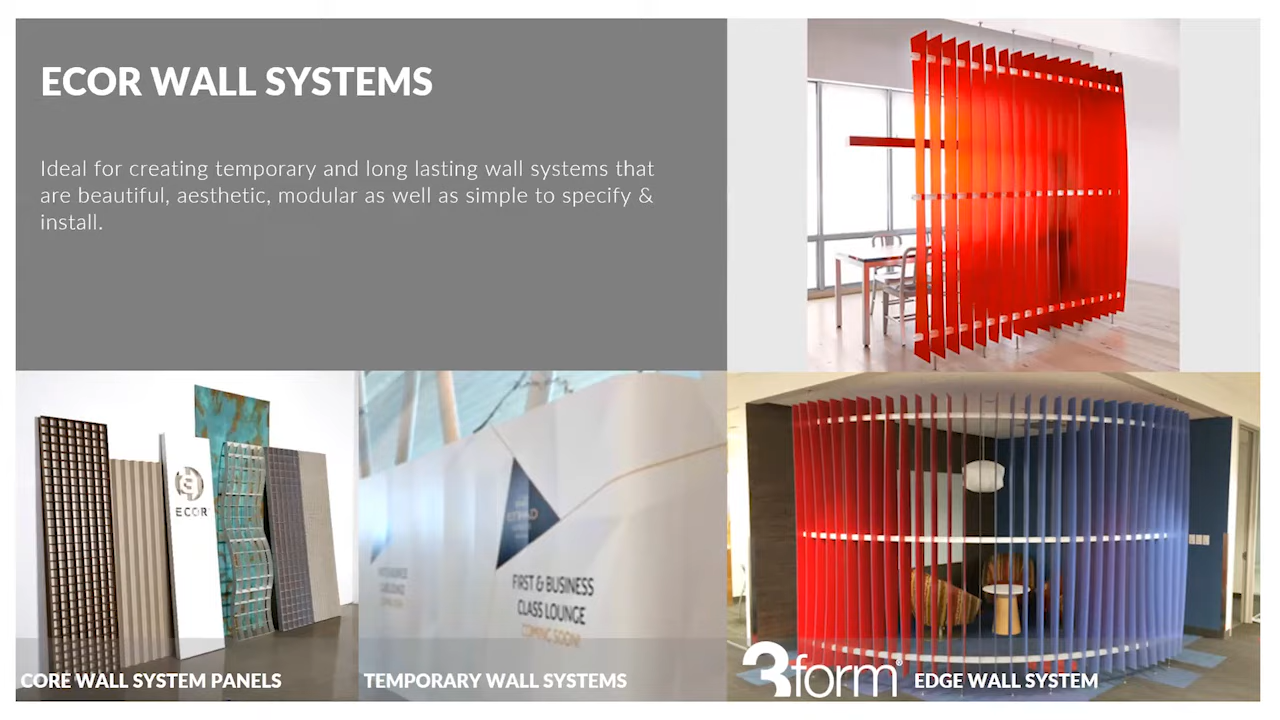 ECOR WALL SYSTEMS
Ideal for creating temporary and long lasting wall systems that
are beautiful, aesthetic, modular as well as simple to specify &
install.
ECOR
ETIHAD
FIRST & BUSINESS
CLASS LOUNGE
COMING SOON!
CORE WALL SYSTEM PANELS
TEMPORARY WALL SYSTEMS
3form®
EDGE WALL SYSTEM